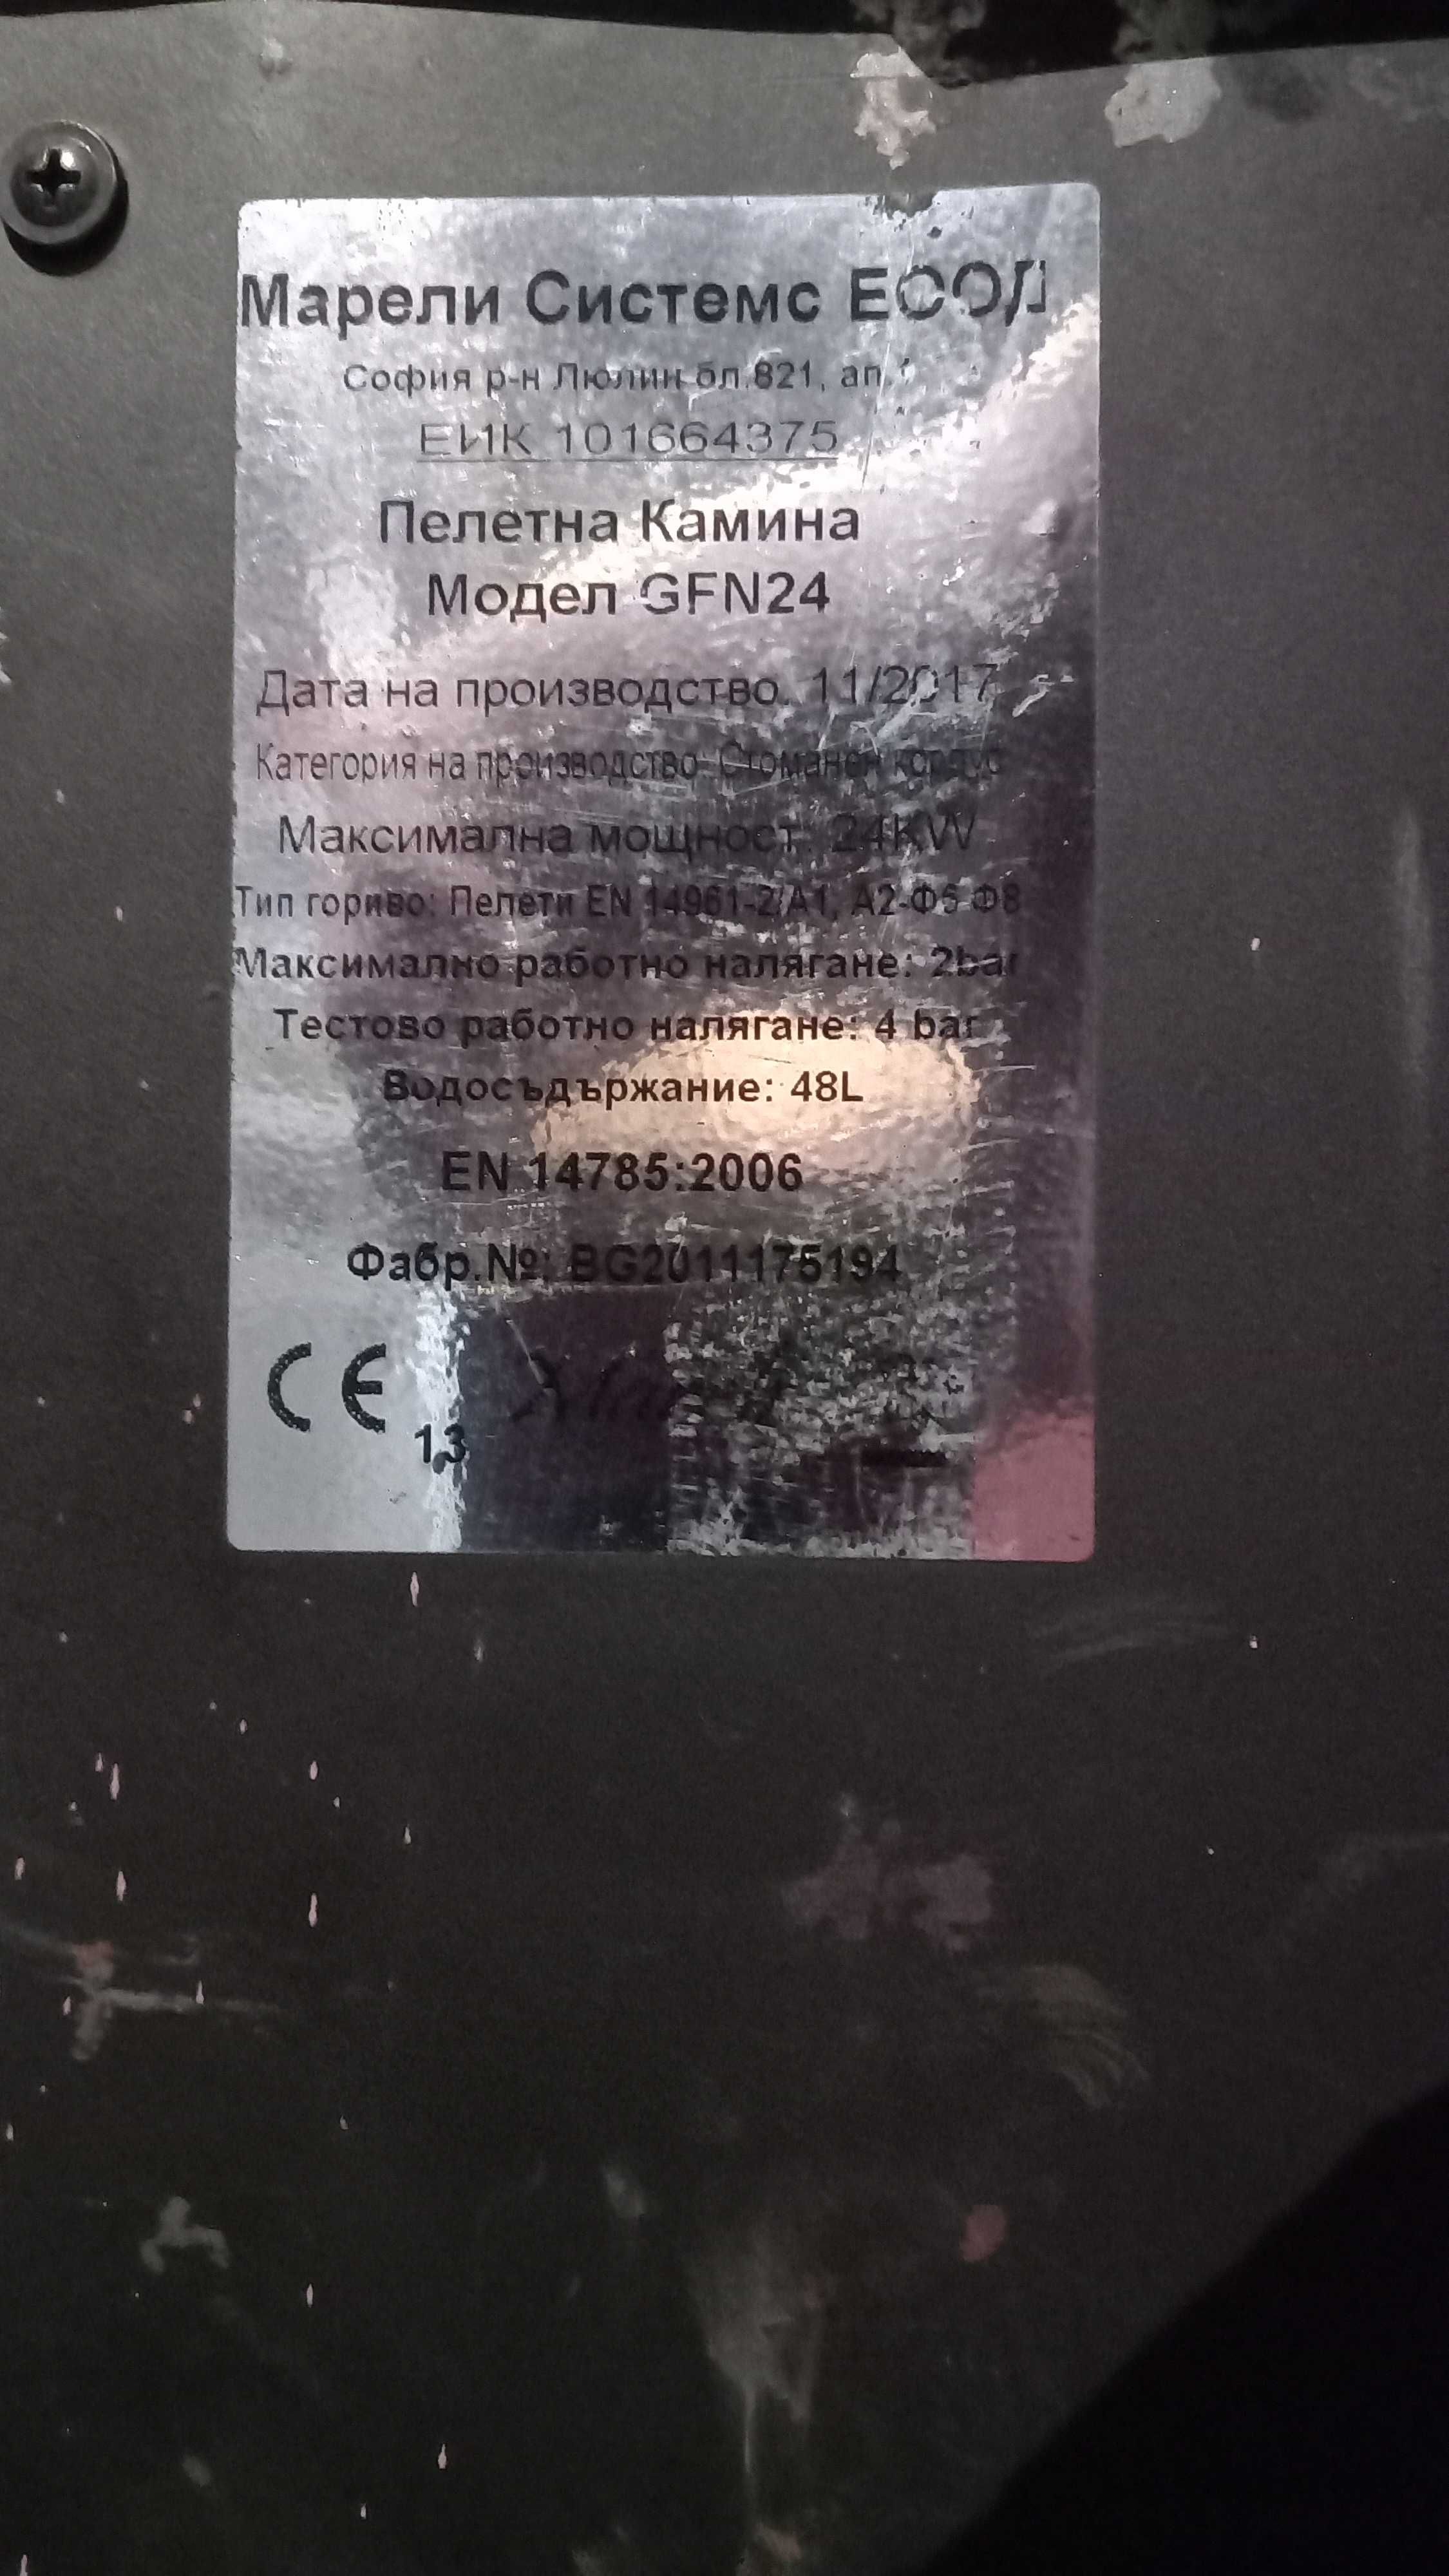 Марели Системс ЕООД
София р-н Люлин бл.821, ап.
ЕИК 101664375
Пелетна Камина
Модел GFN24
Дата на производство: 11/2017
Категория на производство: Стоманен корпус
Максимална мощност: 24KW
Тип гориво: Пелети EN 14961-2/A1, A2-Ф6-Ф8
Максимално работно налягане: 2bar
Тестово работно налягане: 4 bar
Водосъдържание: 48L
EN 14785:2006
Фабр.№: BG2011175194
CE 13